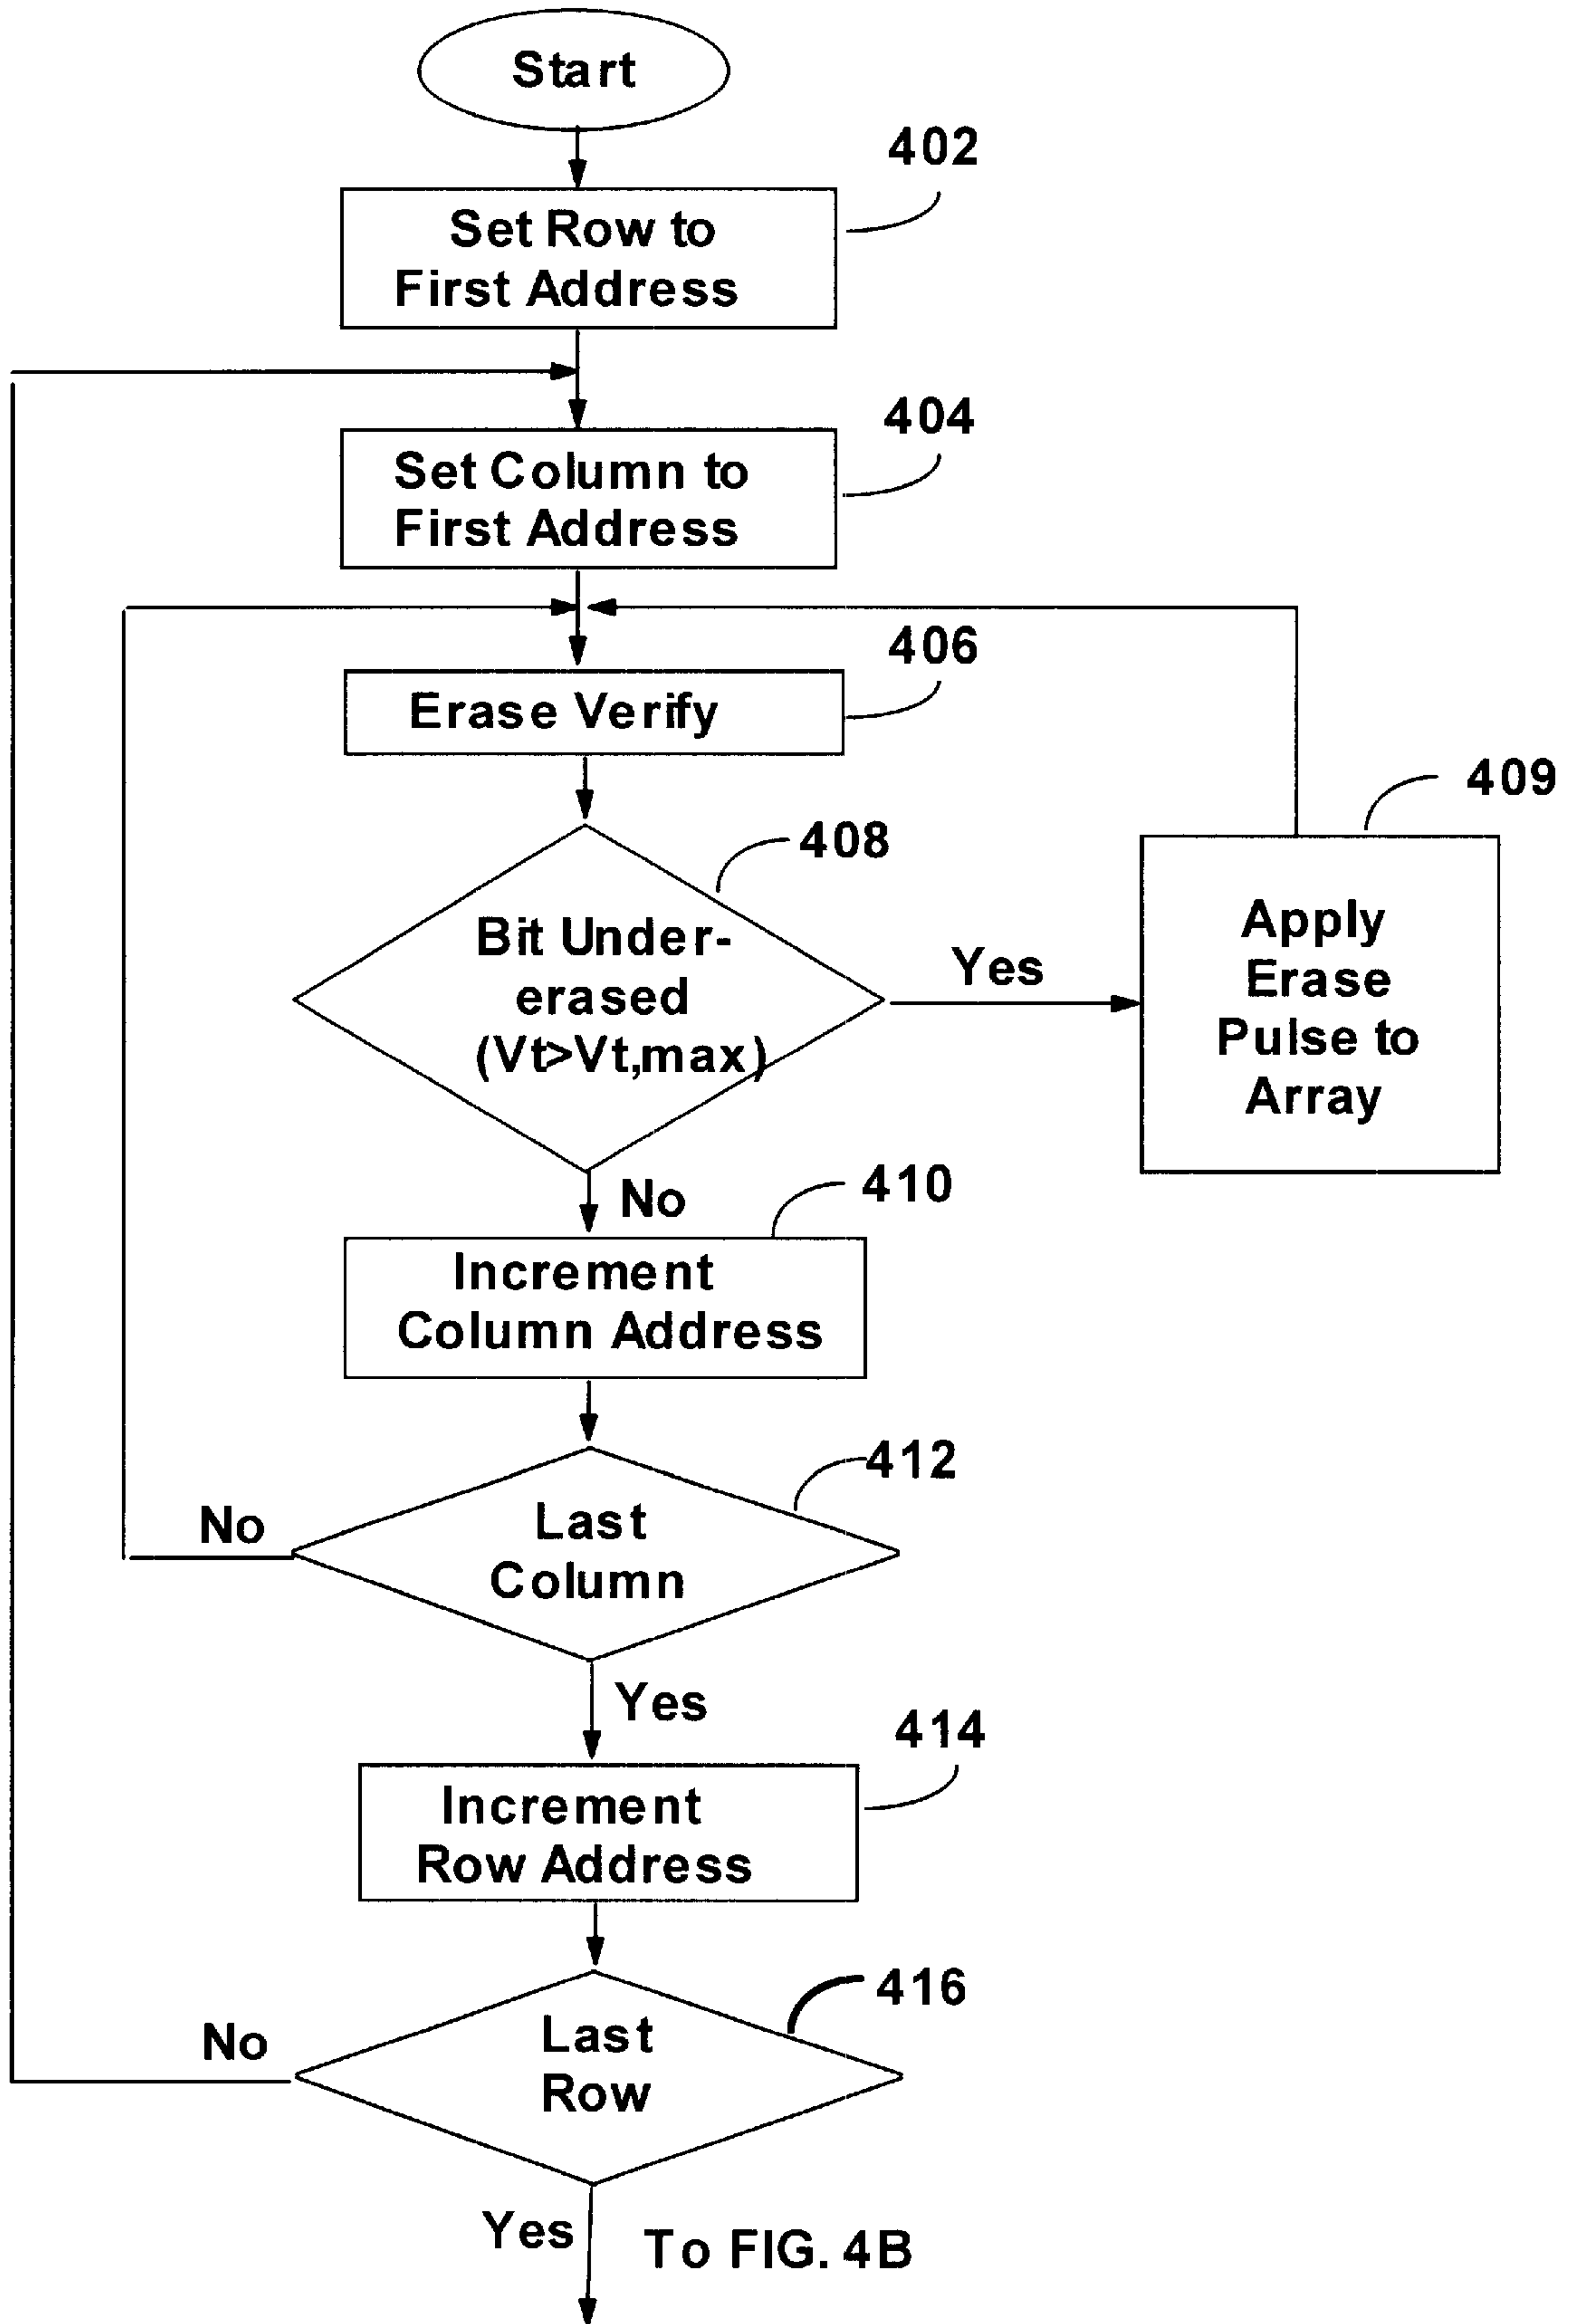 Start
402
Set Row to
First Address
404
Set Column to
First Address
406
Erase Verify
408
409
Bit Under-
erased
(Vt>Vt,max)
Yes
Apply
Erase
Pulse to
Array
No
410
Increment
Column Address
412
No
Last
Column
Yes
414
Increment
Row Address
416
No
Last
Row
Yes
To FIG. 4B